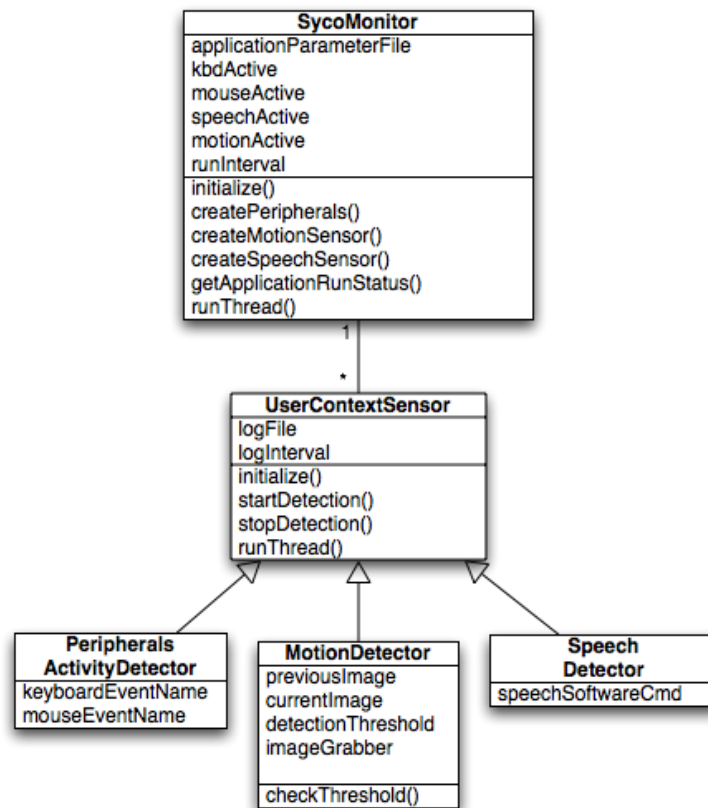 SycoMonitor
applicationParameterFile
kbdActive
mouseActive
speechActive
motionActive
runInterval
initialize()
createPeripherals()
createMotionSensor()
createSpeechSensor()
getApplicationRunStatus()
runThread()
1
*
UserContextSensor
logFile
logInterval
initialize()
startDetection()
stopDetection()
runThread()
Peripherals
ActivityDetector
keyboardEventName
mouseEventName
MotionDetector
previousImage
currentImage
detectionThreshold
imageGrabber
checkThreshold()
Speech
Detector
speechSoftwareCmd